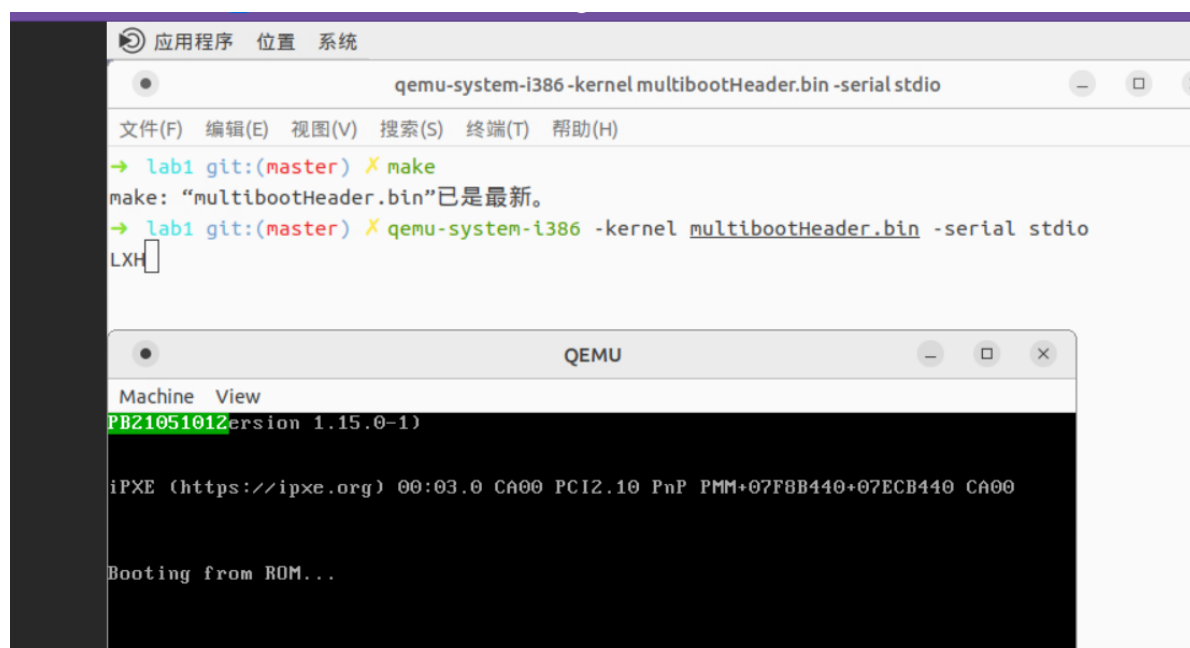 应用程序 位置 系统
qemu-system-i386 -kernel multibootHeader.bin -serial stdio
文件(F) 编辑(E) 视图(V) 搜索(S) 终端(T) 帮助(H)
→ lab1 git:(master) ✗ make
make: “multibootHeader.bin”已是最新。
→ lab1 git:(master) ✗ qemu-system-i386 -kernel multibootHeader.bin -serial stdio
LXH
QEMU
Machine View
PB21051012ersion 1.15.0-1)
iPXE (https://ipxe.org) 00:03.0 CA00 PCI2.10 PnP PMM+07F8B440+07ECB440 CA00
Booting from ROM...